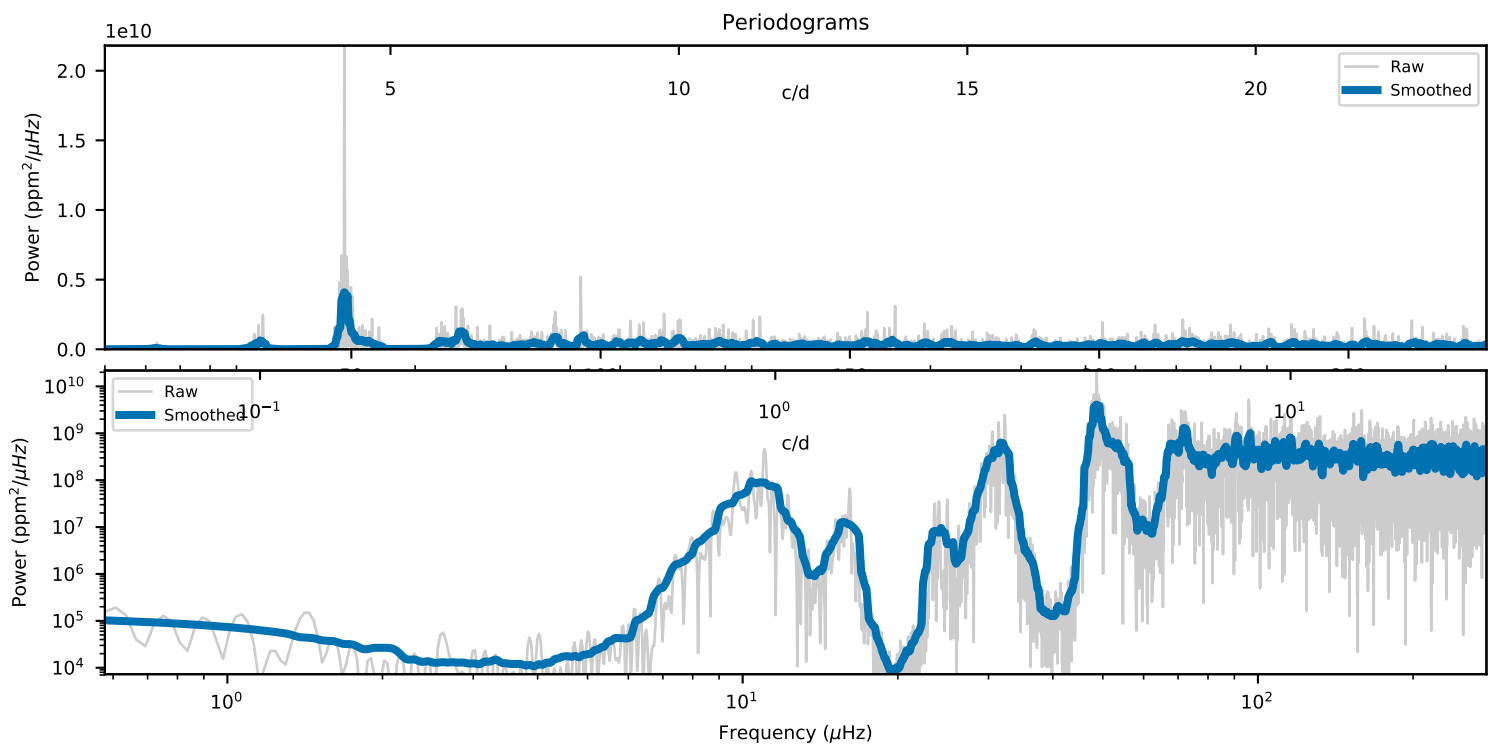 Periodograms
1e10
5 10 15 20
c/d
Raw
Smoothed
2.0
1.5
1.0
0.5
0.0
Power (ppm²/μHz)
Raw
Smoothed
10⁻¹ 10⁰ 10¹
c/d
10¹⁰
10⁹
10⁸
10⁷
10⁶
10⁵
10⁴
Power (ppm²/μHz)
10⁰ 10¹ 10²
Frequency (μHz)